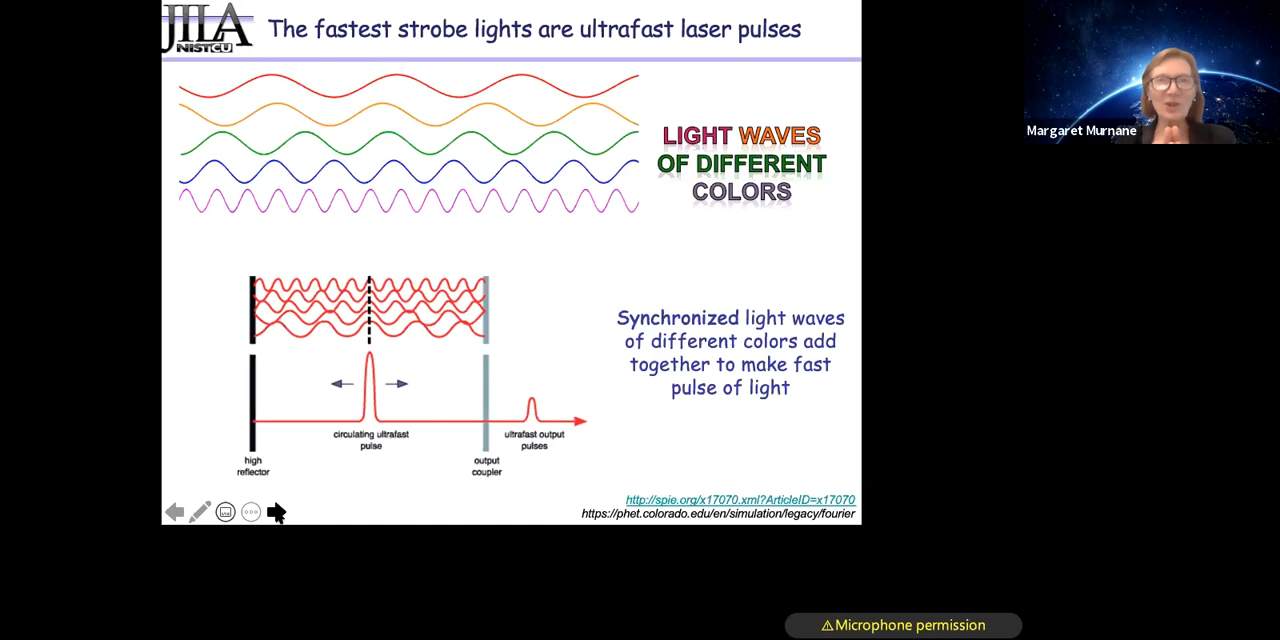 JILA
NIST CU
The fastest strobe lights are ultrafast laser pulses
LIGHT WAVES
OF DIFFERENT
COLORS
Synchronized light waves
of different colors add
together to make fast
pulse of light
circulating ultrafast
pulse
ultrafast output
pulses
high
reflector
output
coupler
http://spie.org/x17070.xml?ArticleID=x17070
https://phet.colorado.edu/en/simulation/legacy/fourier
Margaret Murnane
⚠Microphone permission